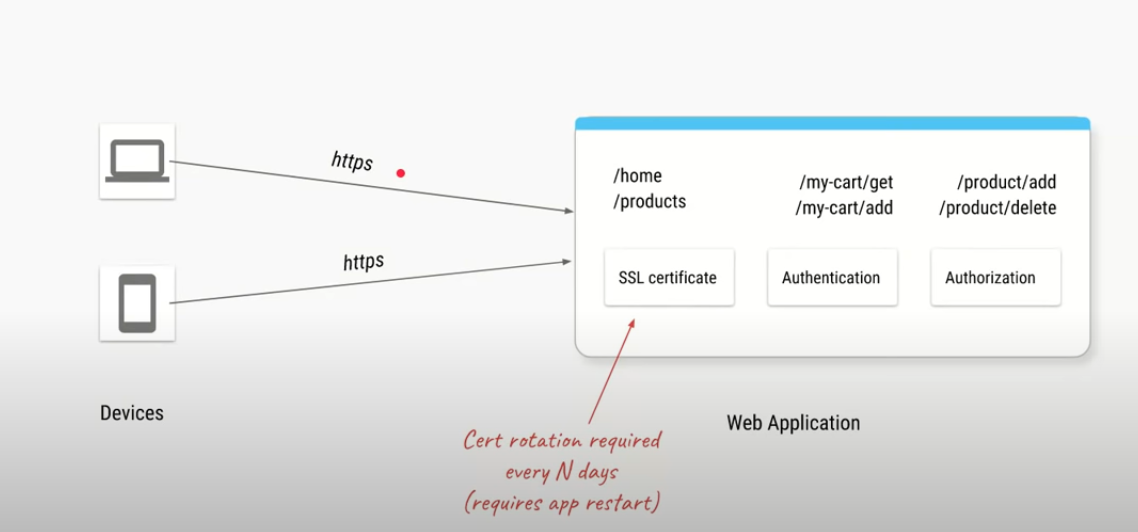 https
https
Devices
/home
/products
/my-cart/get
/my-cart/add
/product/add
/product/delete
SSL certificate
Authentication
Authorization
Web Application
Cert rotation required
every N days
(requires app restart)